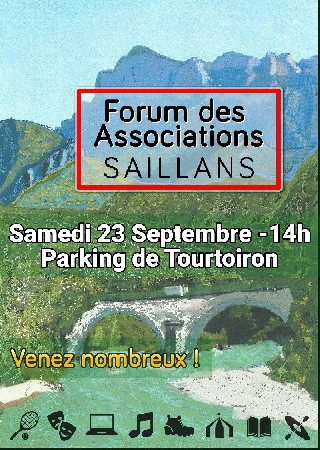 Forum des
Associations
SAILLANS
Samedi 23 Septembre -14h
Parking de Tourtoiron
Venez nombreux !